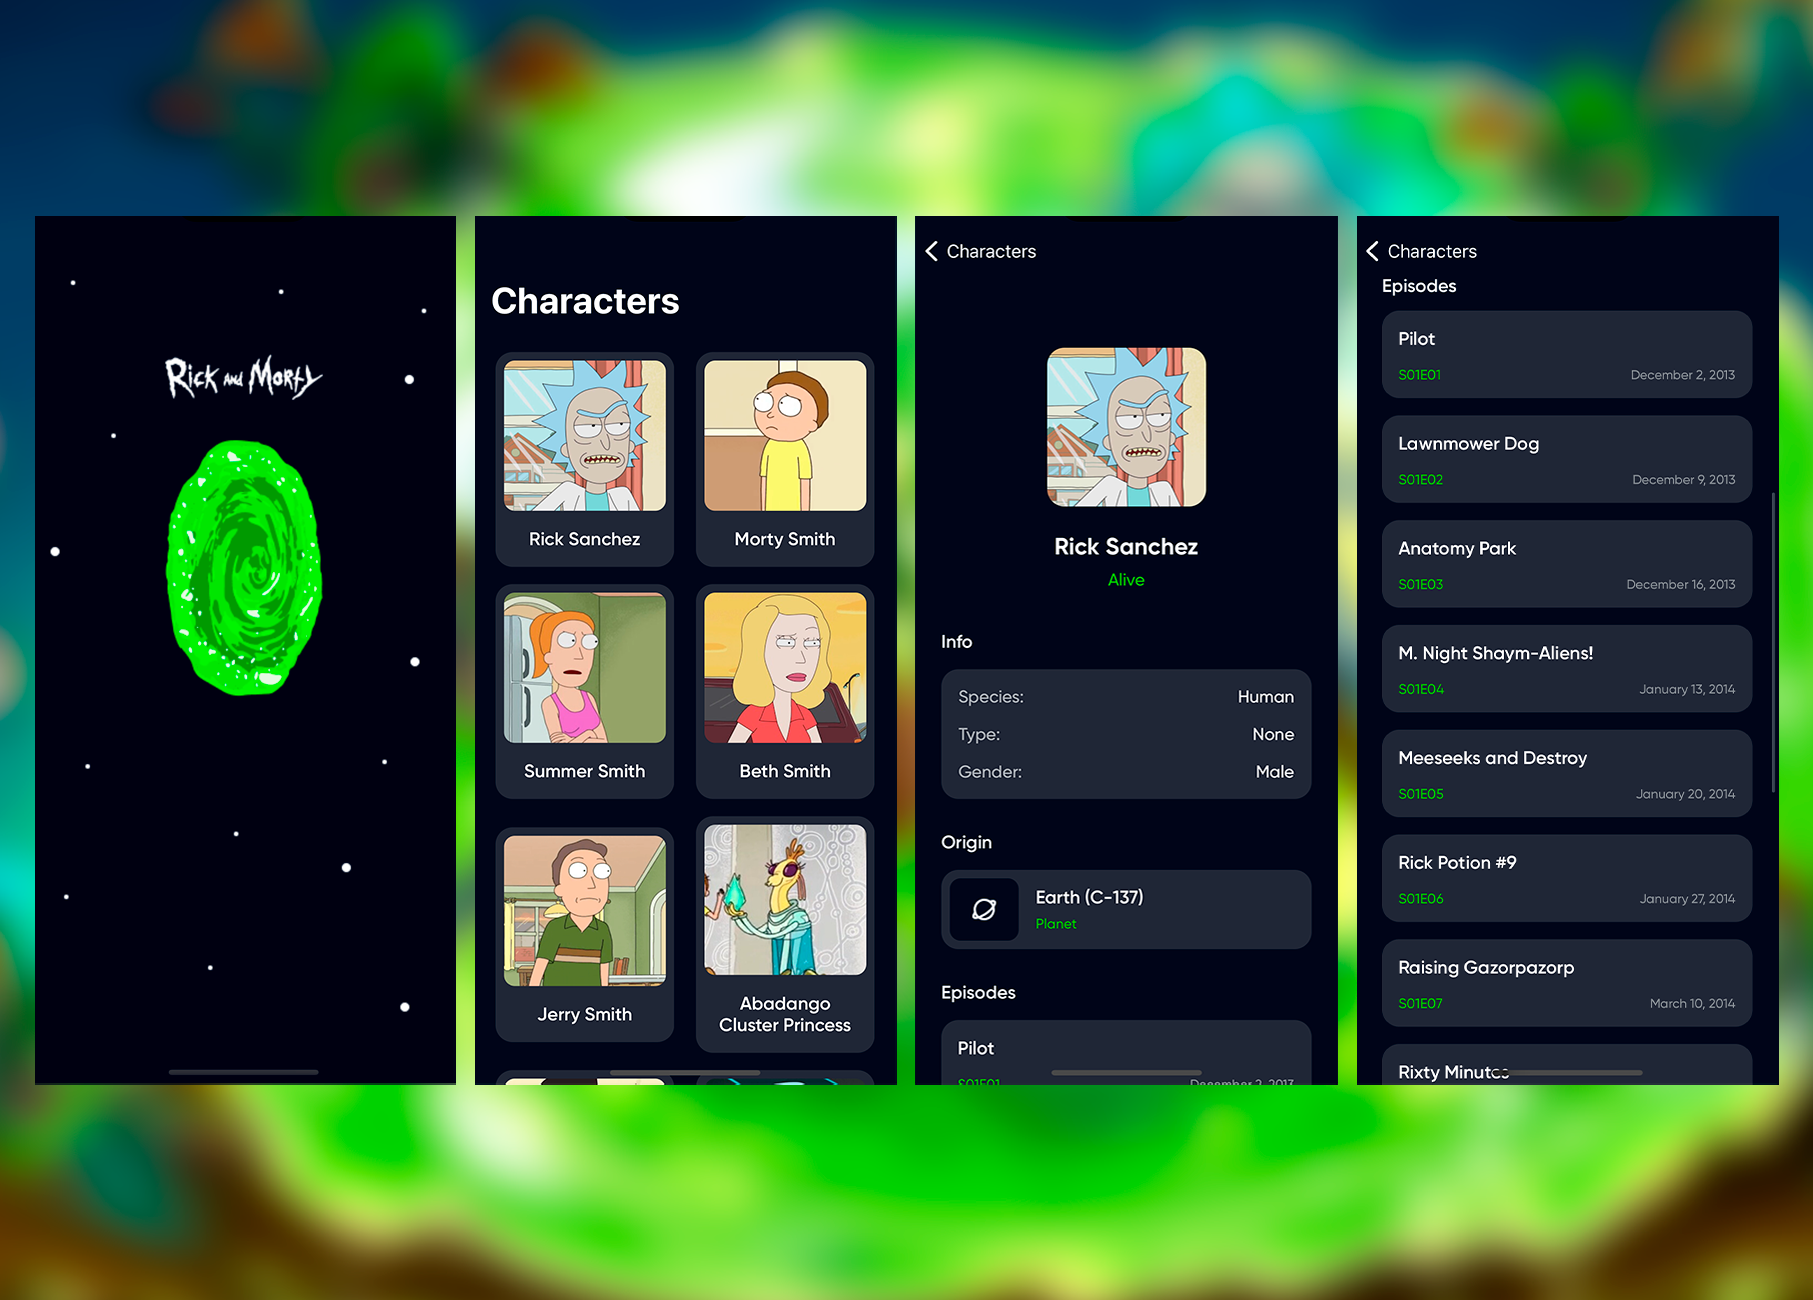 Rick and Morty
Characters
Rick Sanchez
Morty Smith
Summer Smith
Beth Smith
Jerry Smith
Abadango
Cluster Princess
Characters
Rick Sanchez
Alive
Info
Species: Human
Type: None
Gender: Male
Origin
Earth (C-137)
Planet
Episodes
Pilot
S01E01 December 2, 2013
Characters
Episodes
Pilot
S01E01 December 2, 2013
Lawnmower Dog
S01E02 December 9, 2013
Anatomy Park
S01E03 December 16, 2013
M. Night Shaym-Aliens!
S01E04 January 13, 2014
Meeseeks and Destroy
S01E05 January 20, 2014
Rick Potion #9
S01E06 January 27, 2014
Raising Gazorpazorp
S01E07 March 10, 2014
Rixty Minutes